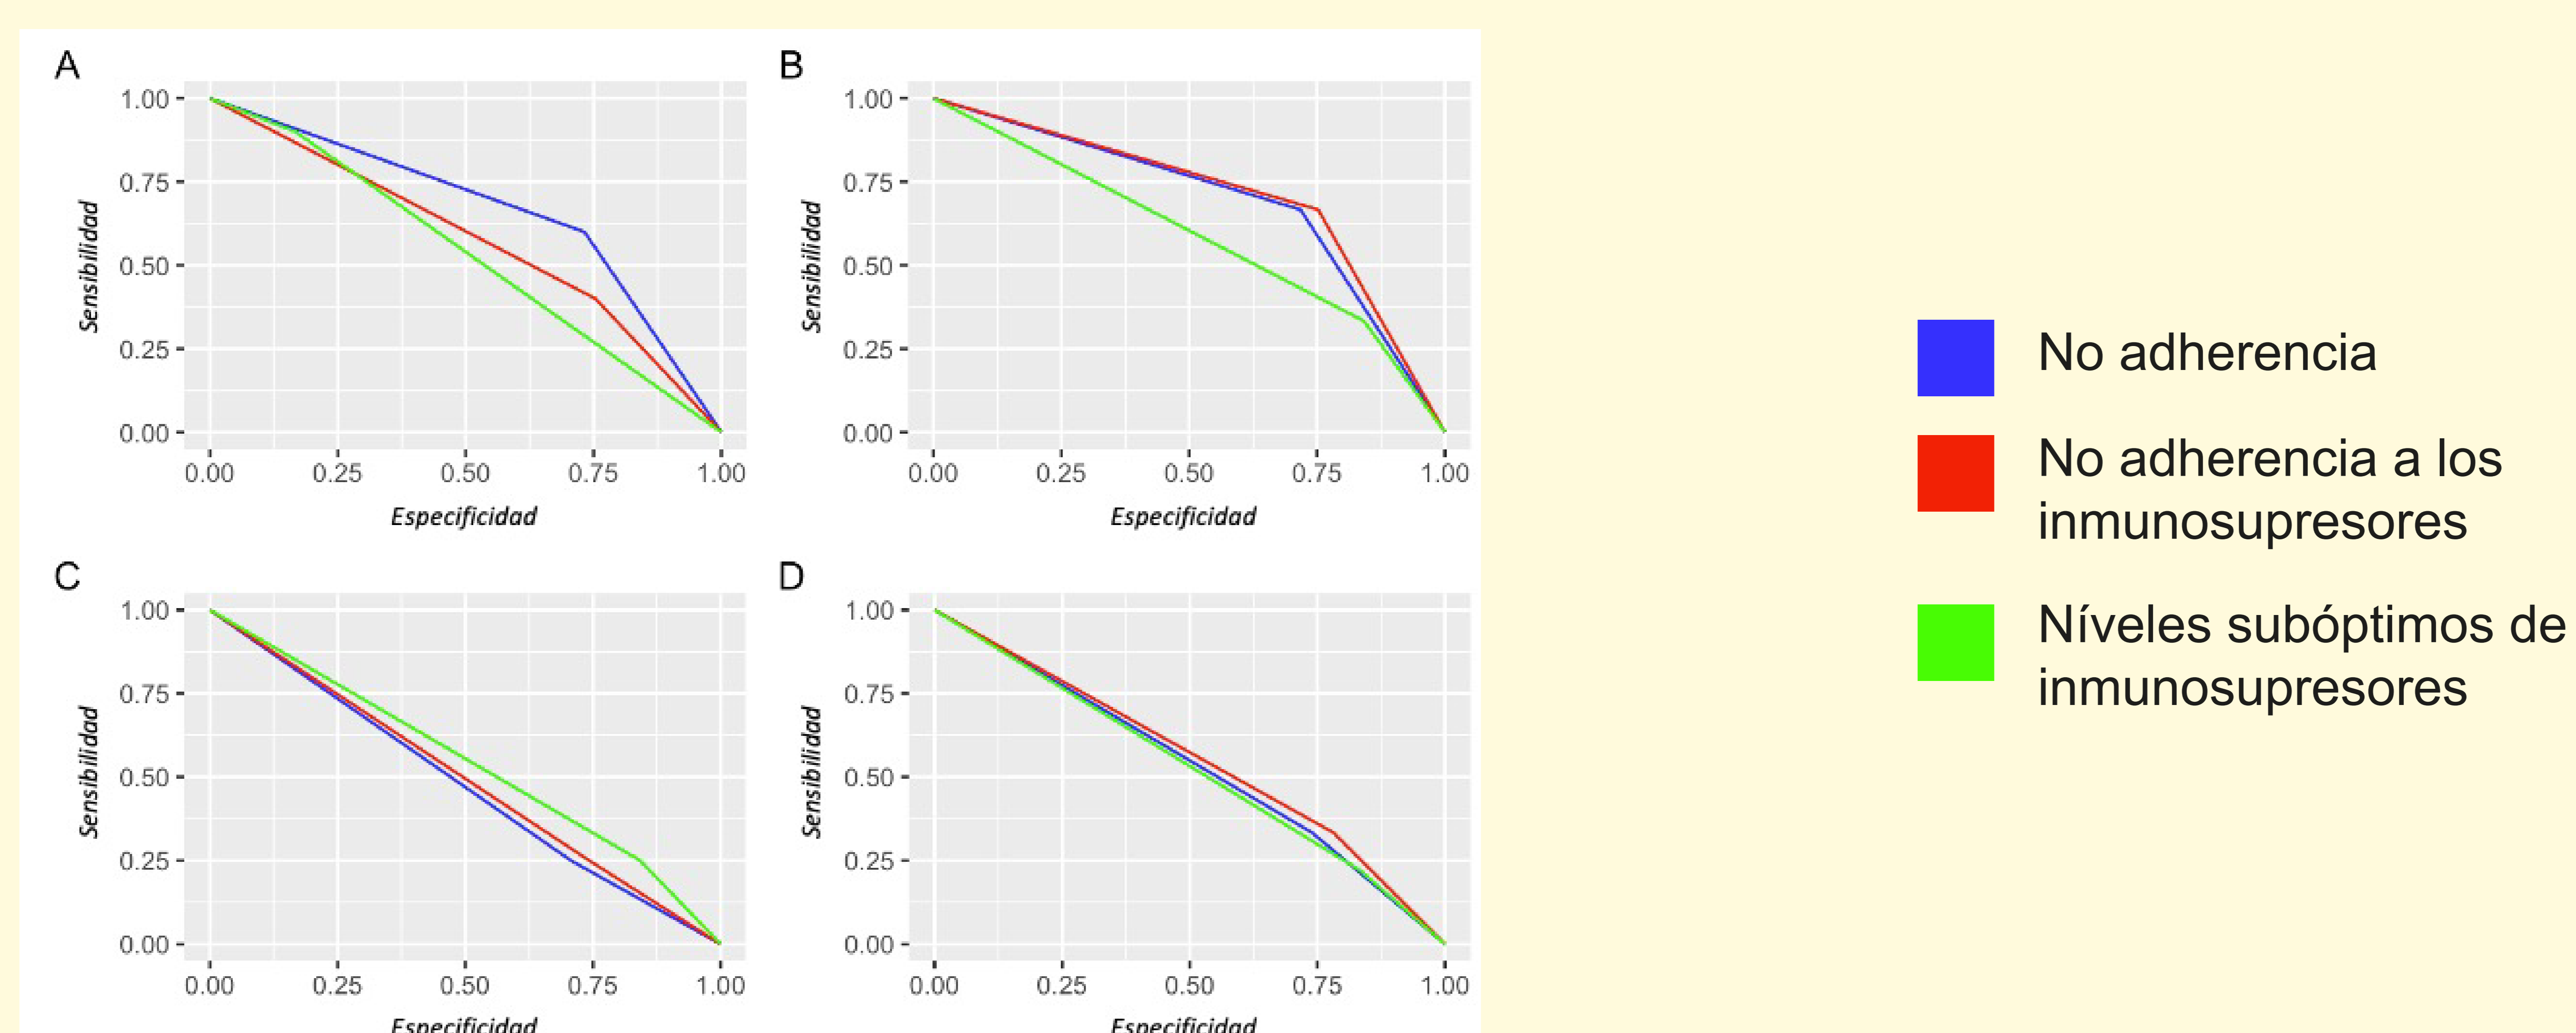 A
1.00
0.75
0.50
0.25
0.00
Sensibilidad
0.00 0.25 0.50 0.75 1.00
Especificidad
B
1.00
0.75
0.50
0.25
0.00
Sensibilidad
0.00 0.25 0.50 0.75 1.00
Especificidad
C
1.00
0.75
0.50
0.25
0.00
Sensibilidad
0.00 0.25 0.50 0.75 1.00
Especificidad
D
1.00
0.75
0.50
0.25
0.00
Sensibilidad
0.00 0.25 0.50 0.75 1.00
Especificidad
No adherencia
No adherencia a los
inmunosupresores
Níveles subóptimos de
inmunosupresores